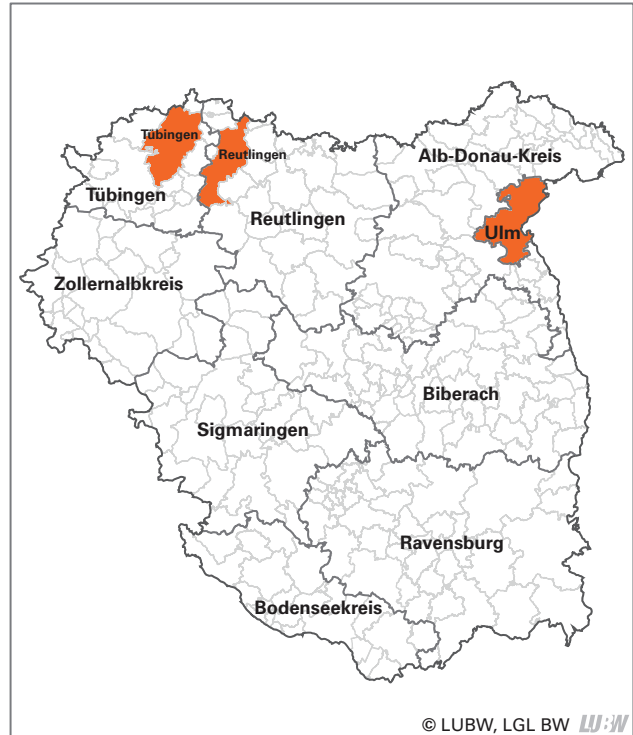 Tübingen
Reutlingen
Alb-Donau-Kreis
Tübingen
Reutlingen
Ulm
Zollernalbkreis
Biberach
Sigmaringen
Ravensburg
Bodenseekreis
© LUBW, LGL BW LUBW